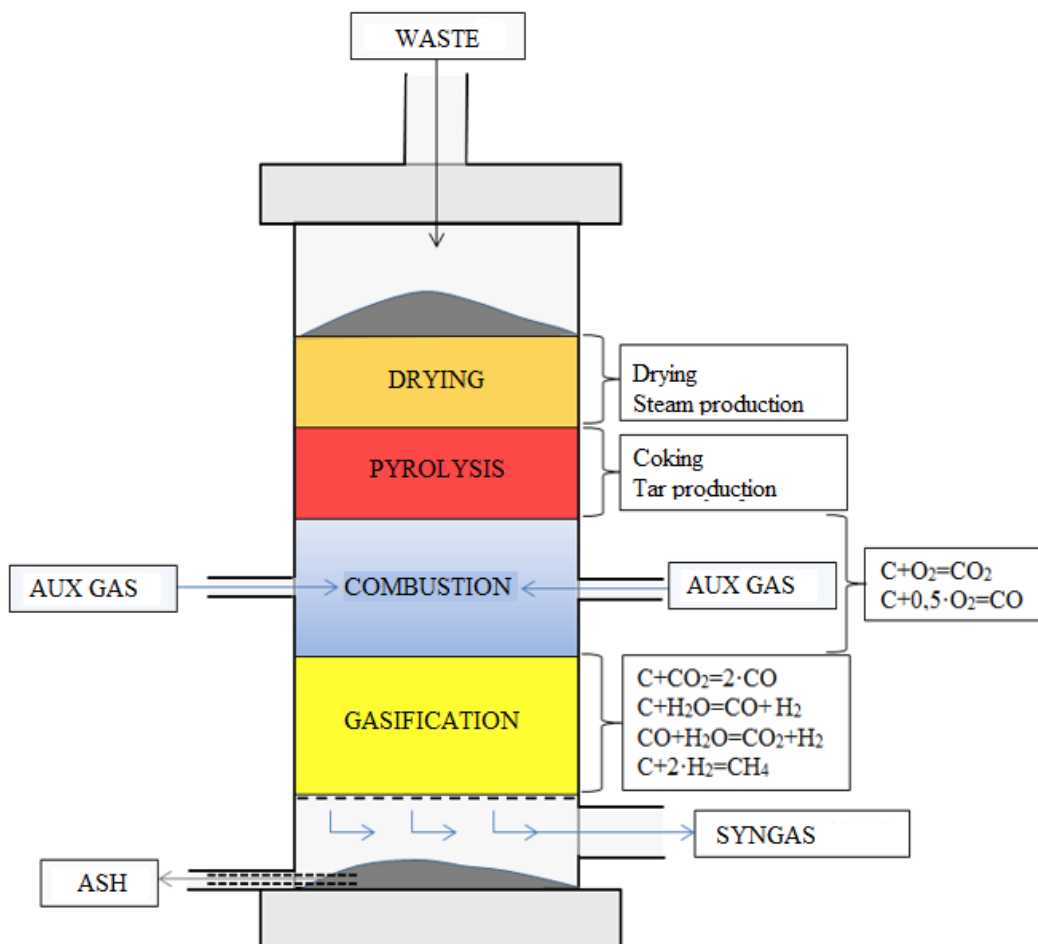 WASTE
DRYING
Drying
Steam production
PYROLYSIS
Coking
Tar production
AUX GAS
COMBUSTION
AUX GAS
C+O₂=CO₂
C+0,5·O₂=CO
GASIFICATION
C+CO₂=2·CO
C+H₂O=CO+H₂
CO+H₂O=CO₂+H₂
C+2·H₂=CH₄
SYNGAS
ASH